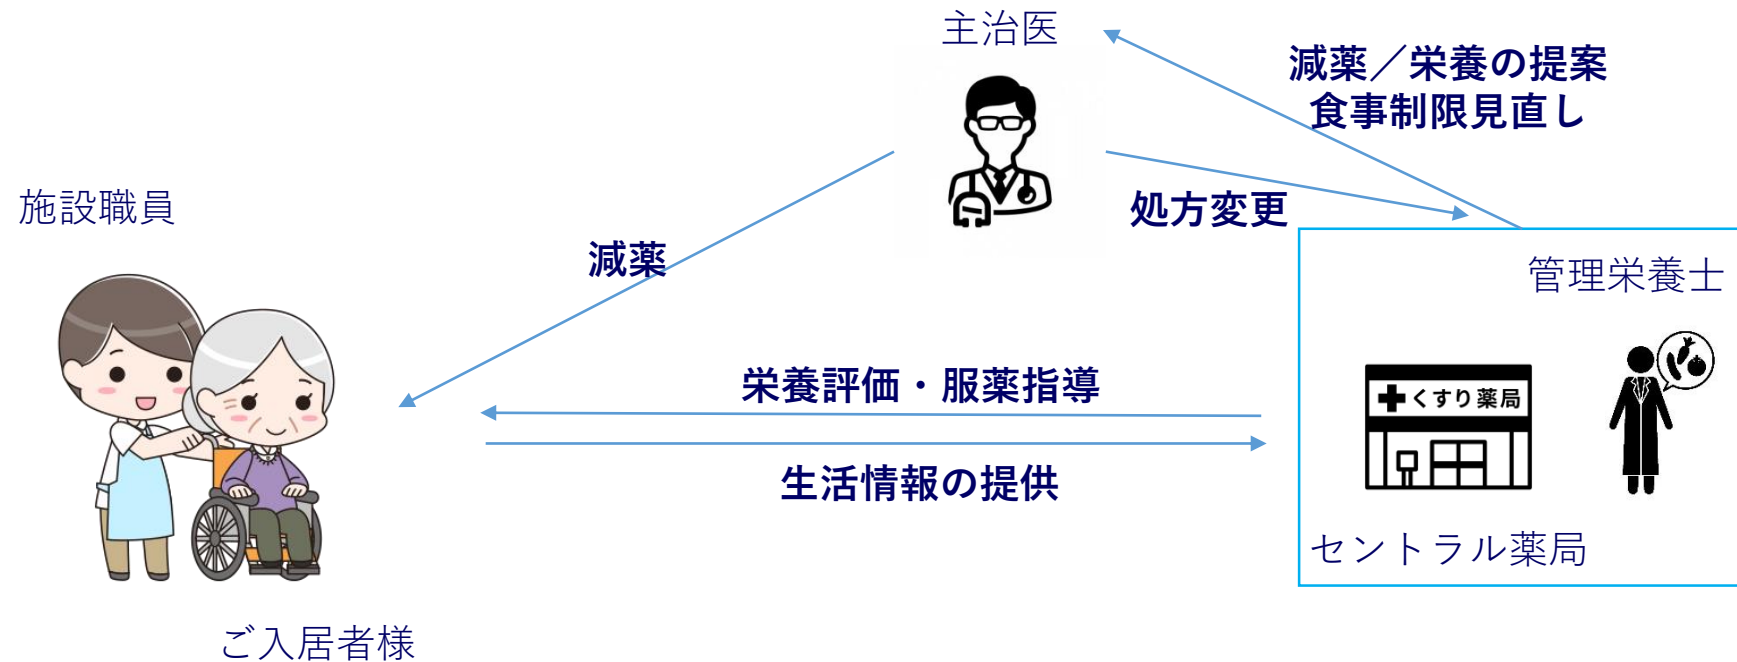 主治医
減薬／栄養の提案
食事制限見直し
施設職員
処方変更
減薬
管理栄養士
栄養評価・服薬指導
くすり薬局
生活情報の提供
セントラル薬局
ご入居者様